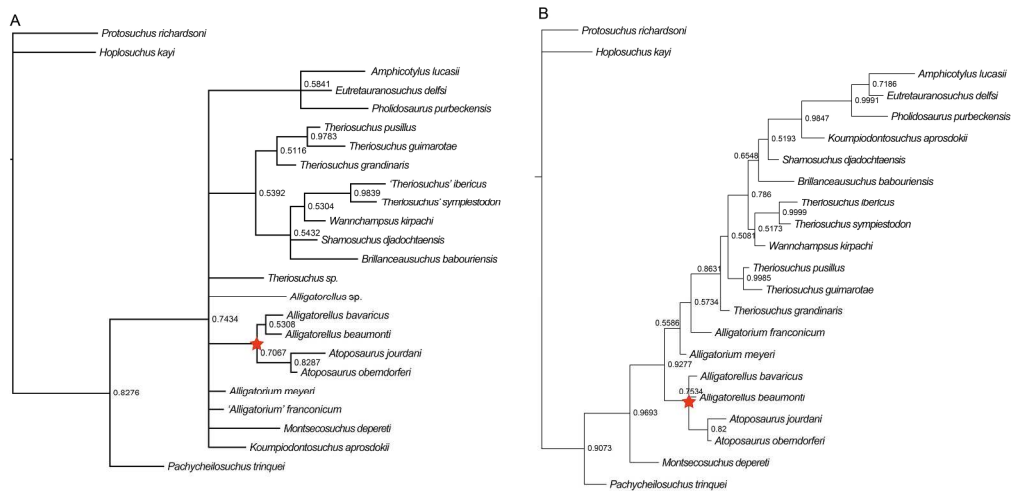 A
Protosuchus richardsoni
Hoplosuchus kayi
Amphicotylus lucasii
0.5841
Eutretauranosuchus delfsi
Pholidosaurus purbeckensis
Theriosuchus pusillus
0.9783
Theriosuchus guimarotae
0.5116
Theriosuchus grandinaris
0.5392
'Theriosuchus' ibericus
0.9839
'Theriosuchus' sympiestodon
0.5304
Wannchampsus kirpachi
0.5432
Shamosuchus djadochtaensis
Brillanceausuchus babouriensis
Theriosuchus sp.
Alligatorellus sp.
0.7434
Alligatorellus bavaricus
0.5308
Alligatorellus beaumonti
0.7067
Atoposaurus jourdani
0.8287
Atoposaurus oberndorferi
0.8276
Alligatorium meyeri
'Alligatorium' franconicum
Montsecosuchus depereti
Koumpiodontosuchus aprosdokii
Pachycheilosuchus trinquei
B
Protosuchus richardsoni
Hoplosuchus kayi
Amphicotylus lucasii
0.7186
Eutretauranosuchus delfsi
0.9991
Pholidosaurus purbeckensis
0.9847
Koumpiodontosuchus aprosdokii
0.5193
Shamosuchus djadochtaensis
0.6548
Brillanceausuchus babouriensis
0.786
Theriosuchus ibericus
0.9999
Theriosuchus sympiestodon
0.5173
0.5081
Wannchampsus kirpachi
0.8631
Theriosuchus pusillus
0.9985
Theriosuchus guimarotae
0.5734
Theriosuchus grandinaris
0.5586
Alligatorium franconicum
Alligatorium meyeri
0.9277
Alligatorellus bavaricus
0.7534
Alligatorellus beaumonti
0.9693
Atoposaurus jourdani
0.82
Atoposaurus oberndorferi
0.9073
Montsecosuchus depereti
Pachycheilosuchus trinquei